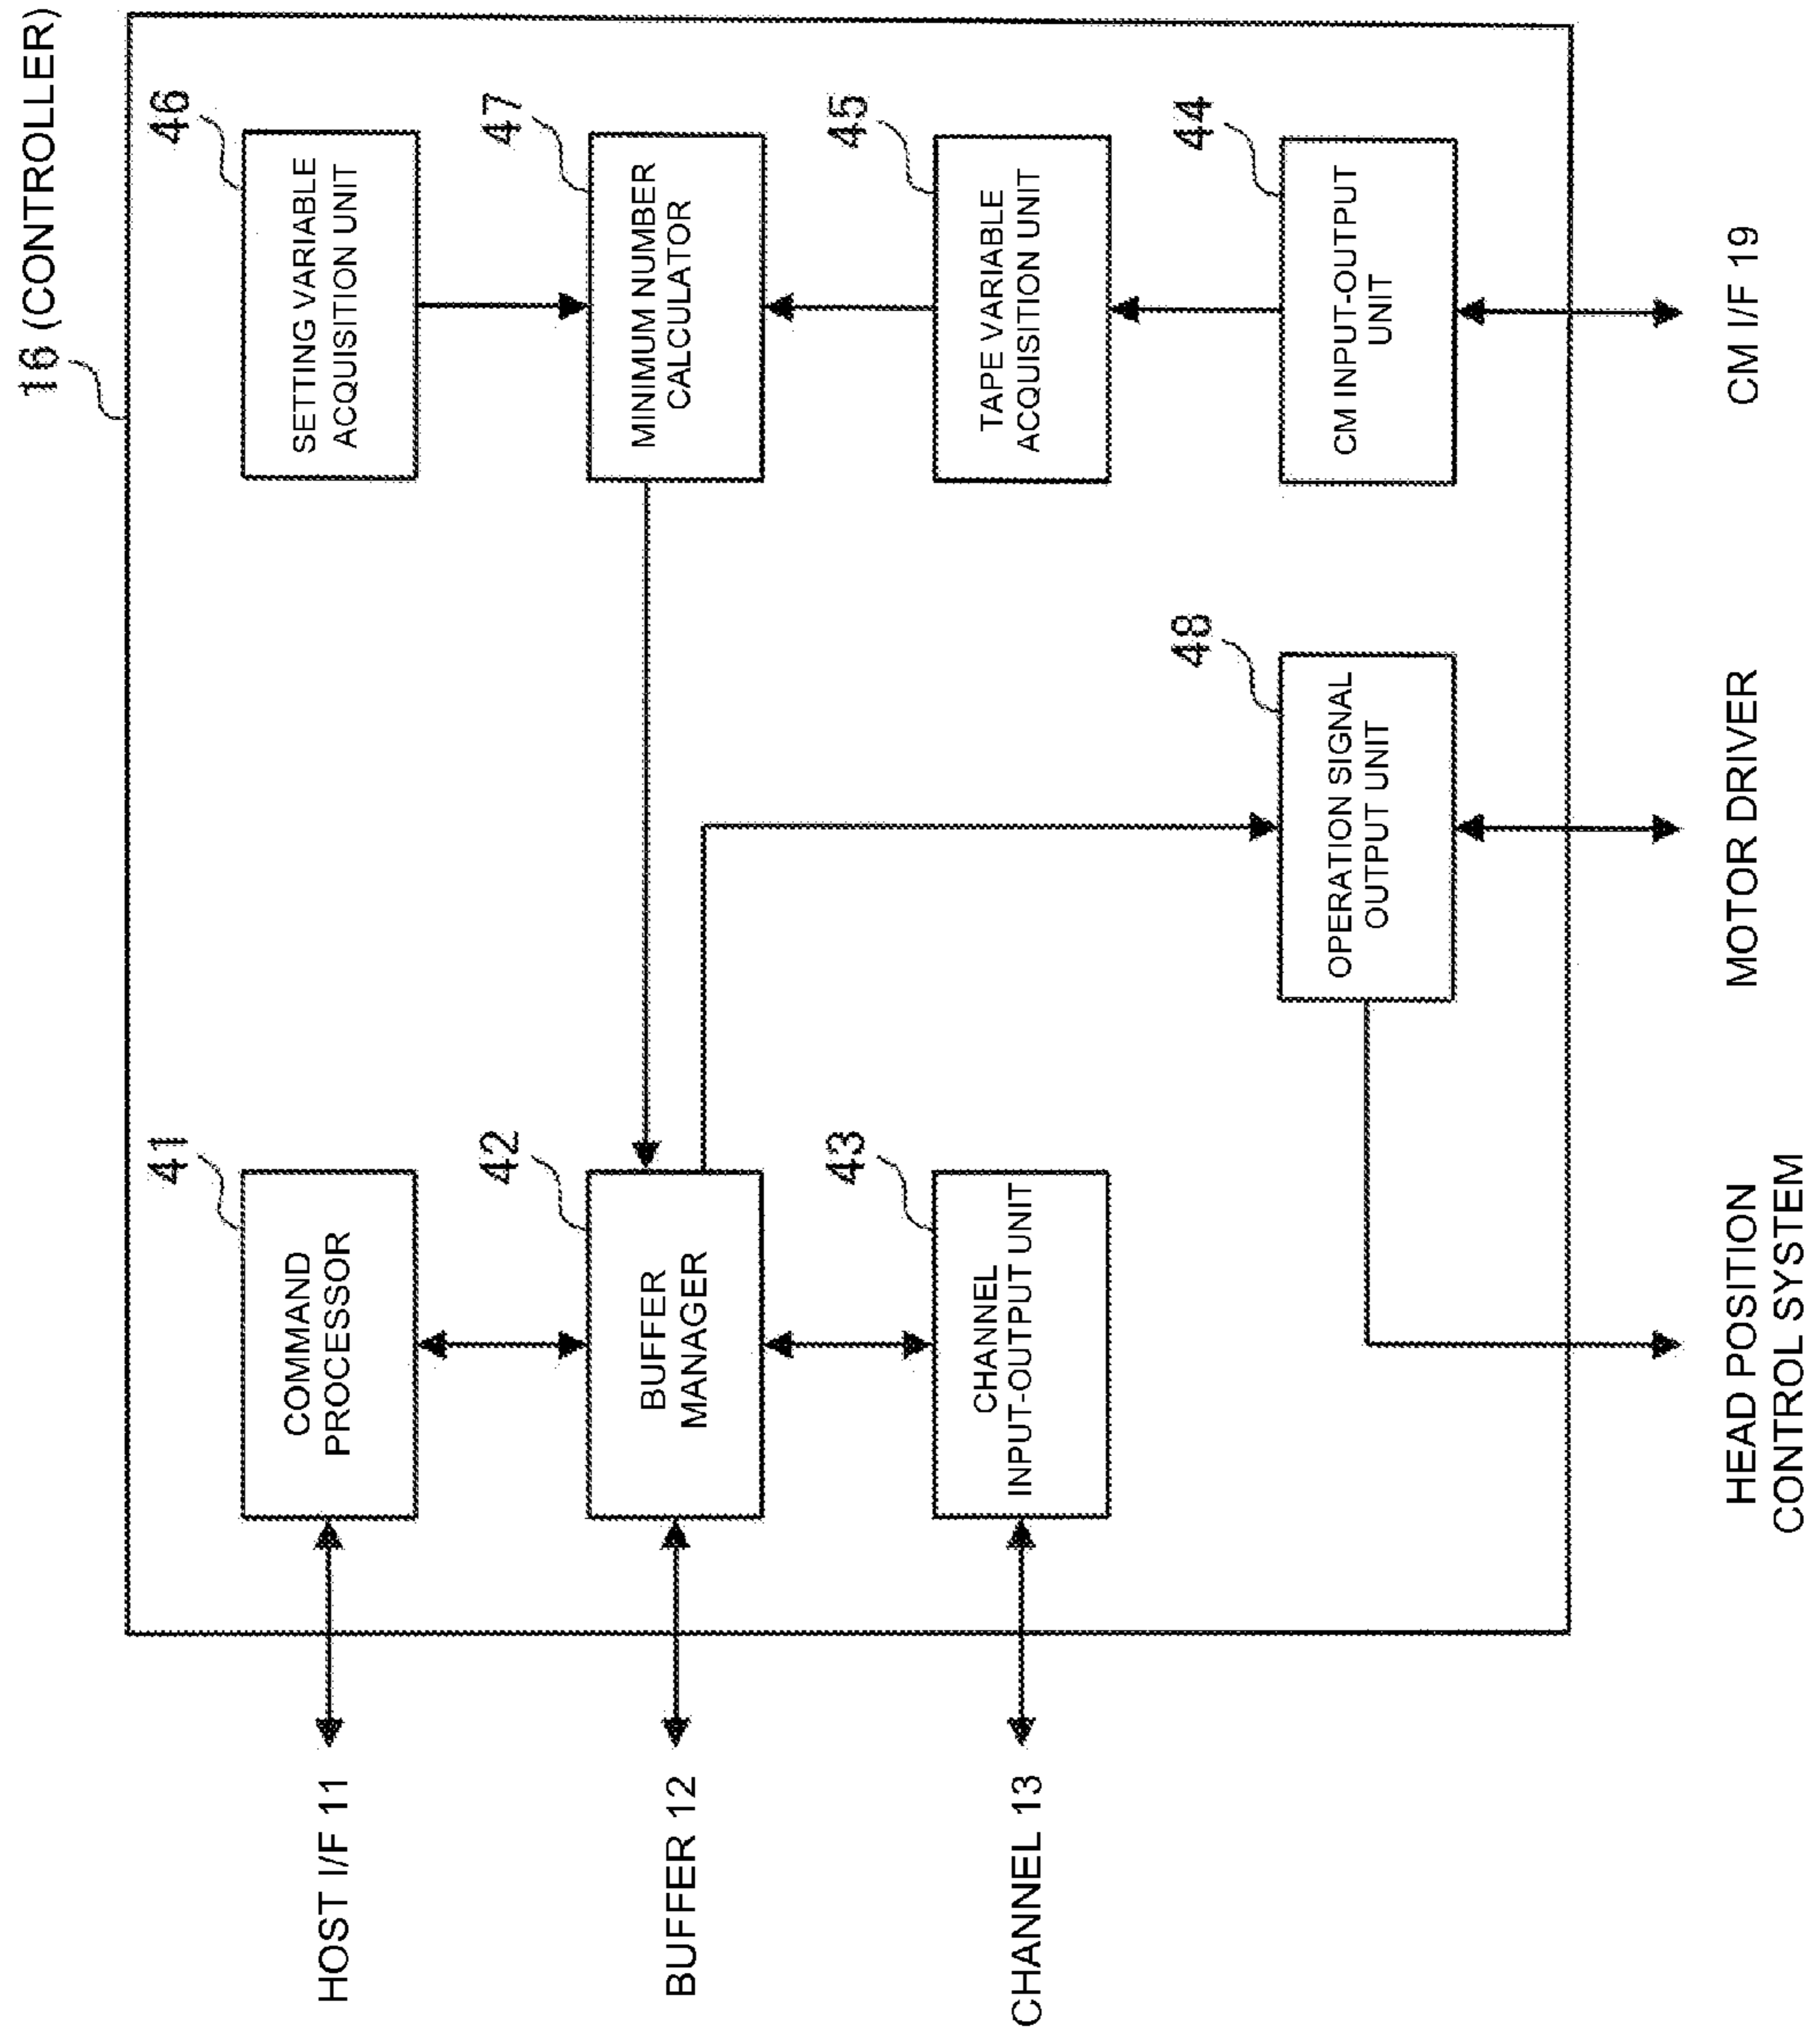 16 (CONTROLLER)
41
COMMAND
PROCESSOR
46
SETTING VARIABLE
ACQUISITION UNIT
HOST I/F 11
42
BUFFER
MANAGER
47
MINIMUM NUMBER
CALCULATOR
BUFFER 12
43
CHANNEL
INPUT-OUTPUT UNIT
45
TAPE VARIABLE
ACQUISITION UNIT
CHANNEL 13
48
OPERATION SIGNAL
OUTPUT UNIT
44
CM INPUT-OUTPUT
UNIT
HEAD POSITION
CONTROL SYSTEM
MOTOR DRIVER
CM I/F 19